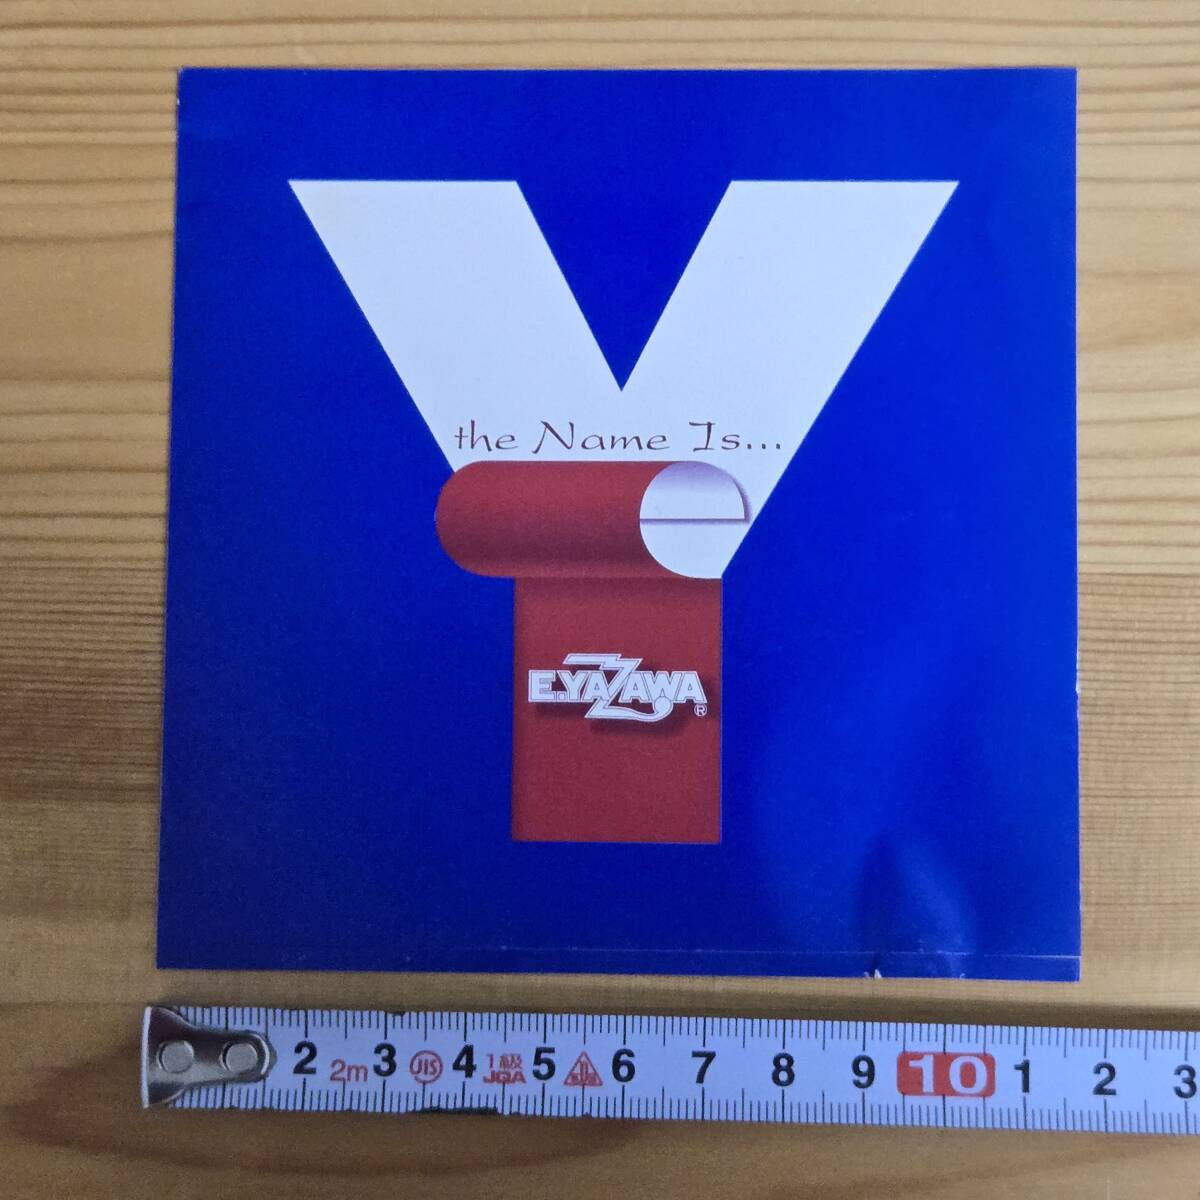 Y
the Name Is...
E.YAZAWA
®
2 2m 3 JIS 4 1級 JQA 5 6 7 8 9 10 1 2 3